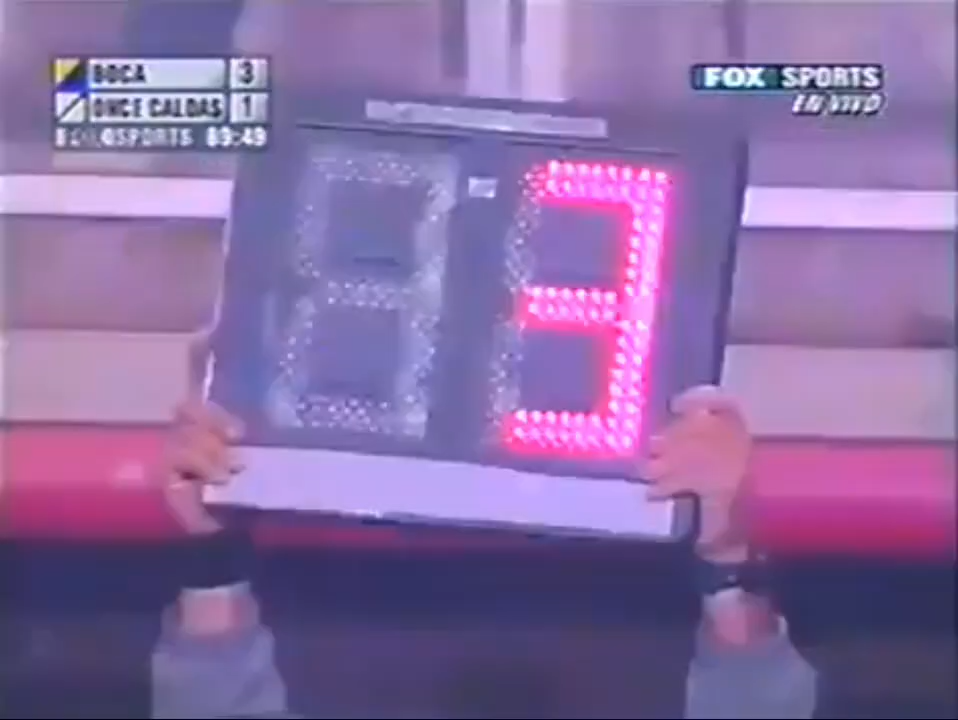 BOCA 3
ONCE CALDAS 1
89:49
FOX SPORTS
EN VIVO
3